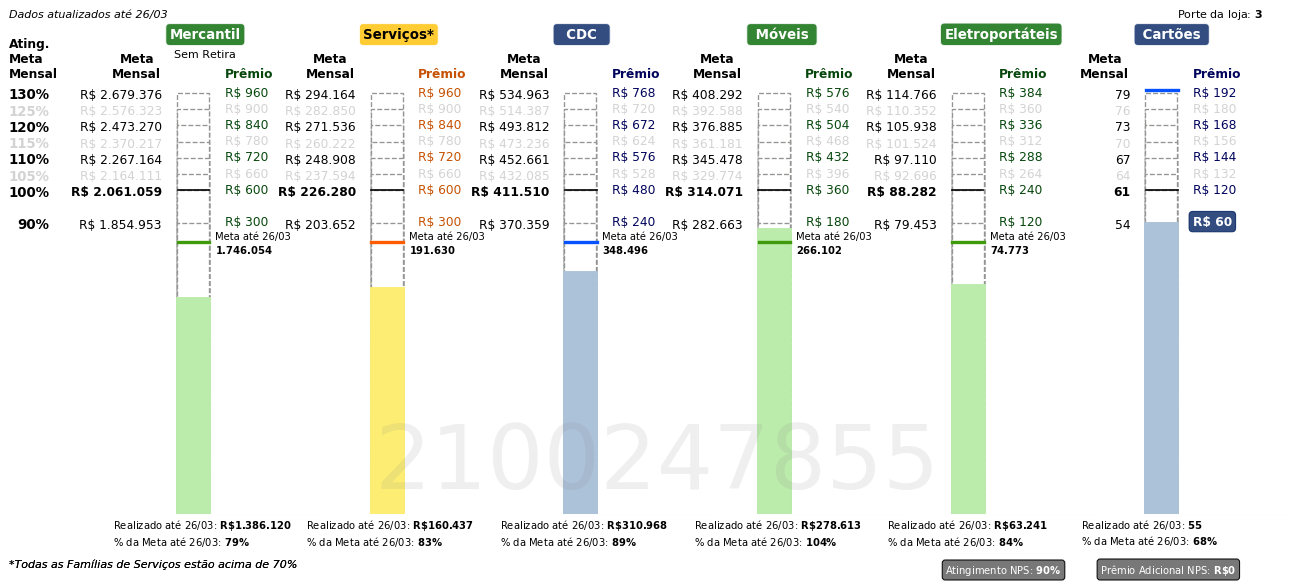 Dados atualizados até 26/03 Porte da loja: 3
Mercantil Serviços* CDC Móveis Eletroportáteis Cartões
Sem Retira
Ating. Meta Mensal Meta Mensal Prêmio Meta Mensal Prêmio Meta Mensal Prêmio Meta Mensal Prêmio Meta Mensal Prêmio Meta Mensal Prêmio
130% R$ 2.679.376 R$ 960 R$ 294.164 R$ 960 R$ 534.963 R$ 768 R$ 408.292 R$ 576 R$ 114.766 R$ 384 79 R$ 192
125% R$ 2.576.323 R$ 900 R$ 282.850 R$ 900 R$ 514.387 R$ 720 R$ 392.588 R$ 540 R$ 110.352 R$ 360 76 R$ 180
120% R$ 2.473.270 R$ 840 R$ 271.536 R$ 840 R$ 493.812 R$ 672 R$ 376.885 R$ 504 R$ 105.938 R$ 336 73 R$ 168
115% R$ 2.370.217 R$ 780 R$ 260.222 R$ 780 R$ 473.236 R$ 624 R$ 361.181 R$ 468 R$ 101.524 R$ 312 70 R$ 156
110% R$ 2.267.164 R$ 720 R$ 248.908 R$ 720 R$ 452.661 R$ 576 R$ 345.478 R$ 432 R$ 97.110 R$ 288 67 R$ 144
105% R$ 2.164.111 R$ 660 R$ 237.594 R$ 660 R$ 432.085 R$ 528 R$ 329.774 R$ 396 R$ 92.696 R$ 264 64 R$ 132
100% R$ 2.061.059 R$ 600 R$ 226.280 R$ 600 R$ 411.510 R$ 480 R$ 314.071 R$ 360 R$ 88.282 R$ 240 61 R$ 120
90% R$ 1.854.953 R$ 300 R$ 203.652 R$ 300 R$ 370.359 R$ 240 R$ 282.663 R$ 180 R$ 79.453 R$ 120 54 R$ 60
Meta até 26/03 Meta até 26/03 Meta até 26/03 Meta até 26/03 Meta até 26/03
1.746.054 191.630 348.496 266.102 74.773
2100247855
Realizado até 26/03: R$1.386.120 Realizado até 26/03: R$160.437 Realizado até 26/03: R$310.968 Realizado até 26/03: R$278.613 Realizado até 26/03: R$63.241 Realizado até 26/03: 55
% da Meta até 26/03: 79% % da Meta até 26/03: 83% % da Meta até 26/03: 89% % da Meta até 26/03: 104% % da Meta até 26/03: 84% % da Meta até 26/03: 68%
*Todas as Famílias de Serviços estão acima de 70% Atingimento NPS: 90% Prêmio Adicional NPS: R$0